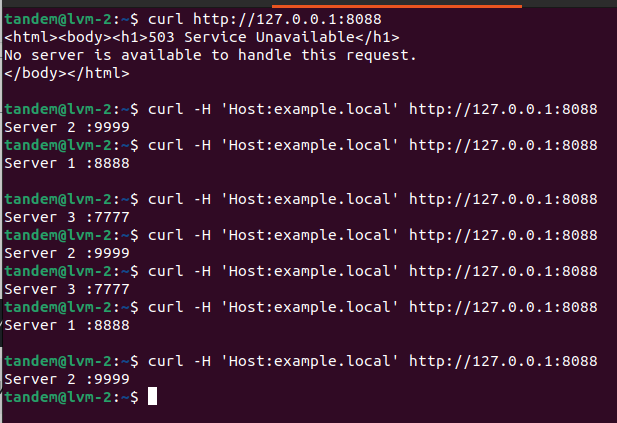 tandem@lvm-2:~$ curl http://127.0.0.1:8088
<html><body><h1>503 Service Unavailable</h1>
No server is available to handle this request.
</body></html>
tandem@lvm-2:~$ curl -H 'Host:example.local' http://127.0.0.1:8088
Server 2 :9999
tandem@lvm-2:~$ curl -H 'Host:example.local' http://127.0.0.1:8088
Server 1 :8888
tandem@lvm-2:~$ curl -H 'Host:example.local' http://127.0.0.1:8088
Server 3 :7777
tandem@lvm-2:~$ curl -H 'Host:example.local' http://127.0.0.1:8088
Server 2 :9999
tandem@lvm-2:~$ curl -H 'Host:example.local' http://127.0.0.1:8088
Server 3 :7777
tandem@lvm-2:~$ curl -H 'Host:example.local' http://127.0.0.1:8088
Server 1 :8888
tandem@lvm-2:~$ curl -H 'Host:example.local' http://127.0.0.1:8088
Server 2 :9999
tandem@lvm-2:~$